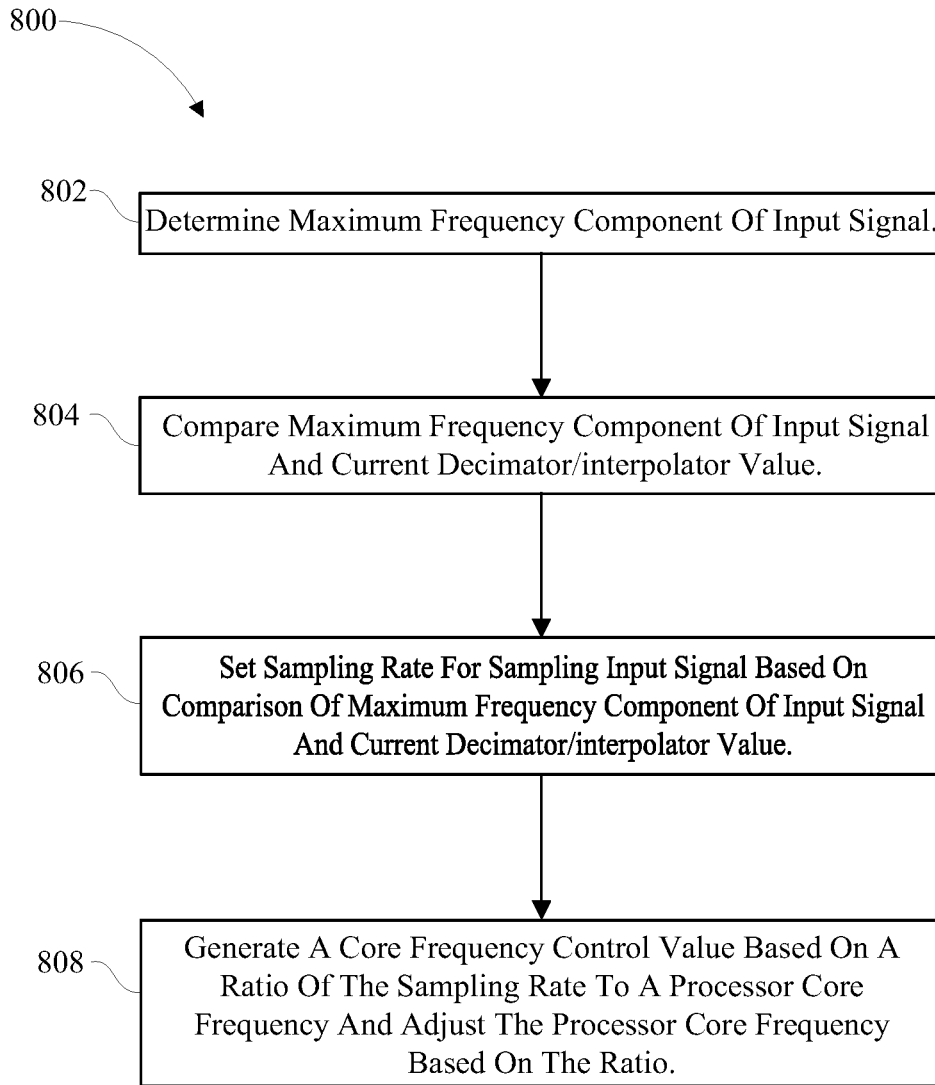 800
802
Determine Maximum Frequency Component Of Input Signal.
804
Compare Maximum Frequency Component Of Input Signal
And Current Decimator/interpolator Value.
806
Set Sampling Rate For Sampling Input Signal Based On
Comparison Of Maximum Frequency Component Of Input Signal
And Current Decimator/interpolator Value.
808
Generate A Core Frequency Control Value Based On A
Ratio Of The Sampling Rate To A Processor Core
Frequency And Adjust The Processor Core Frequency
Based On The Ratio.